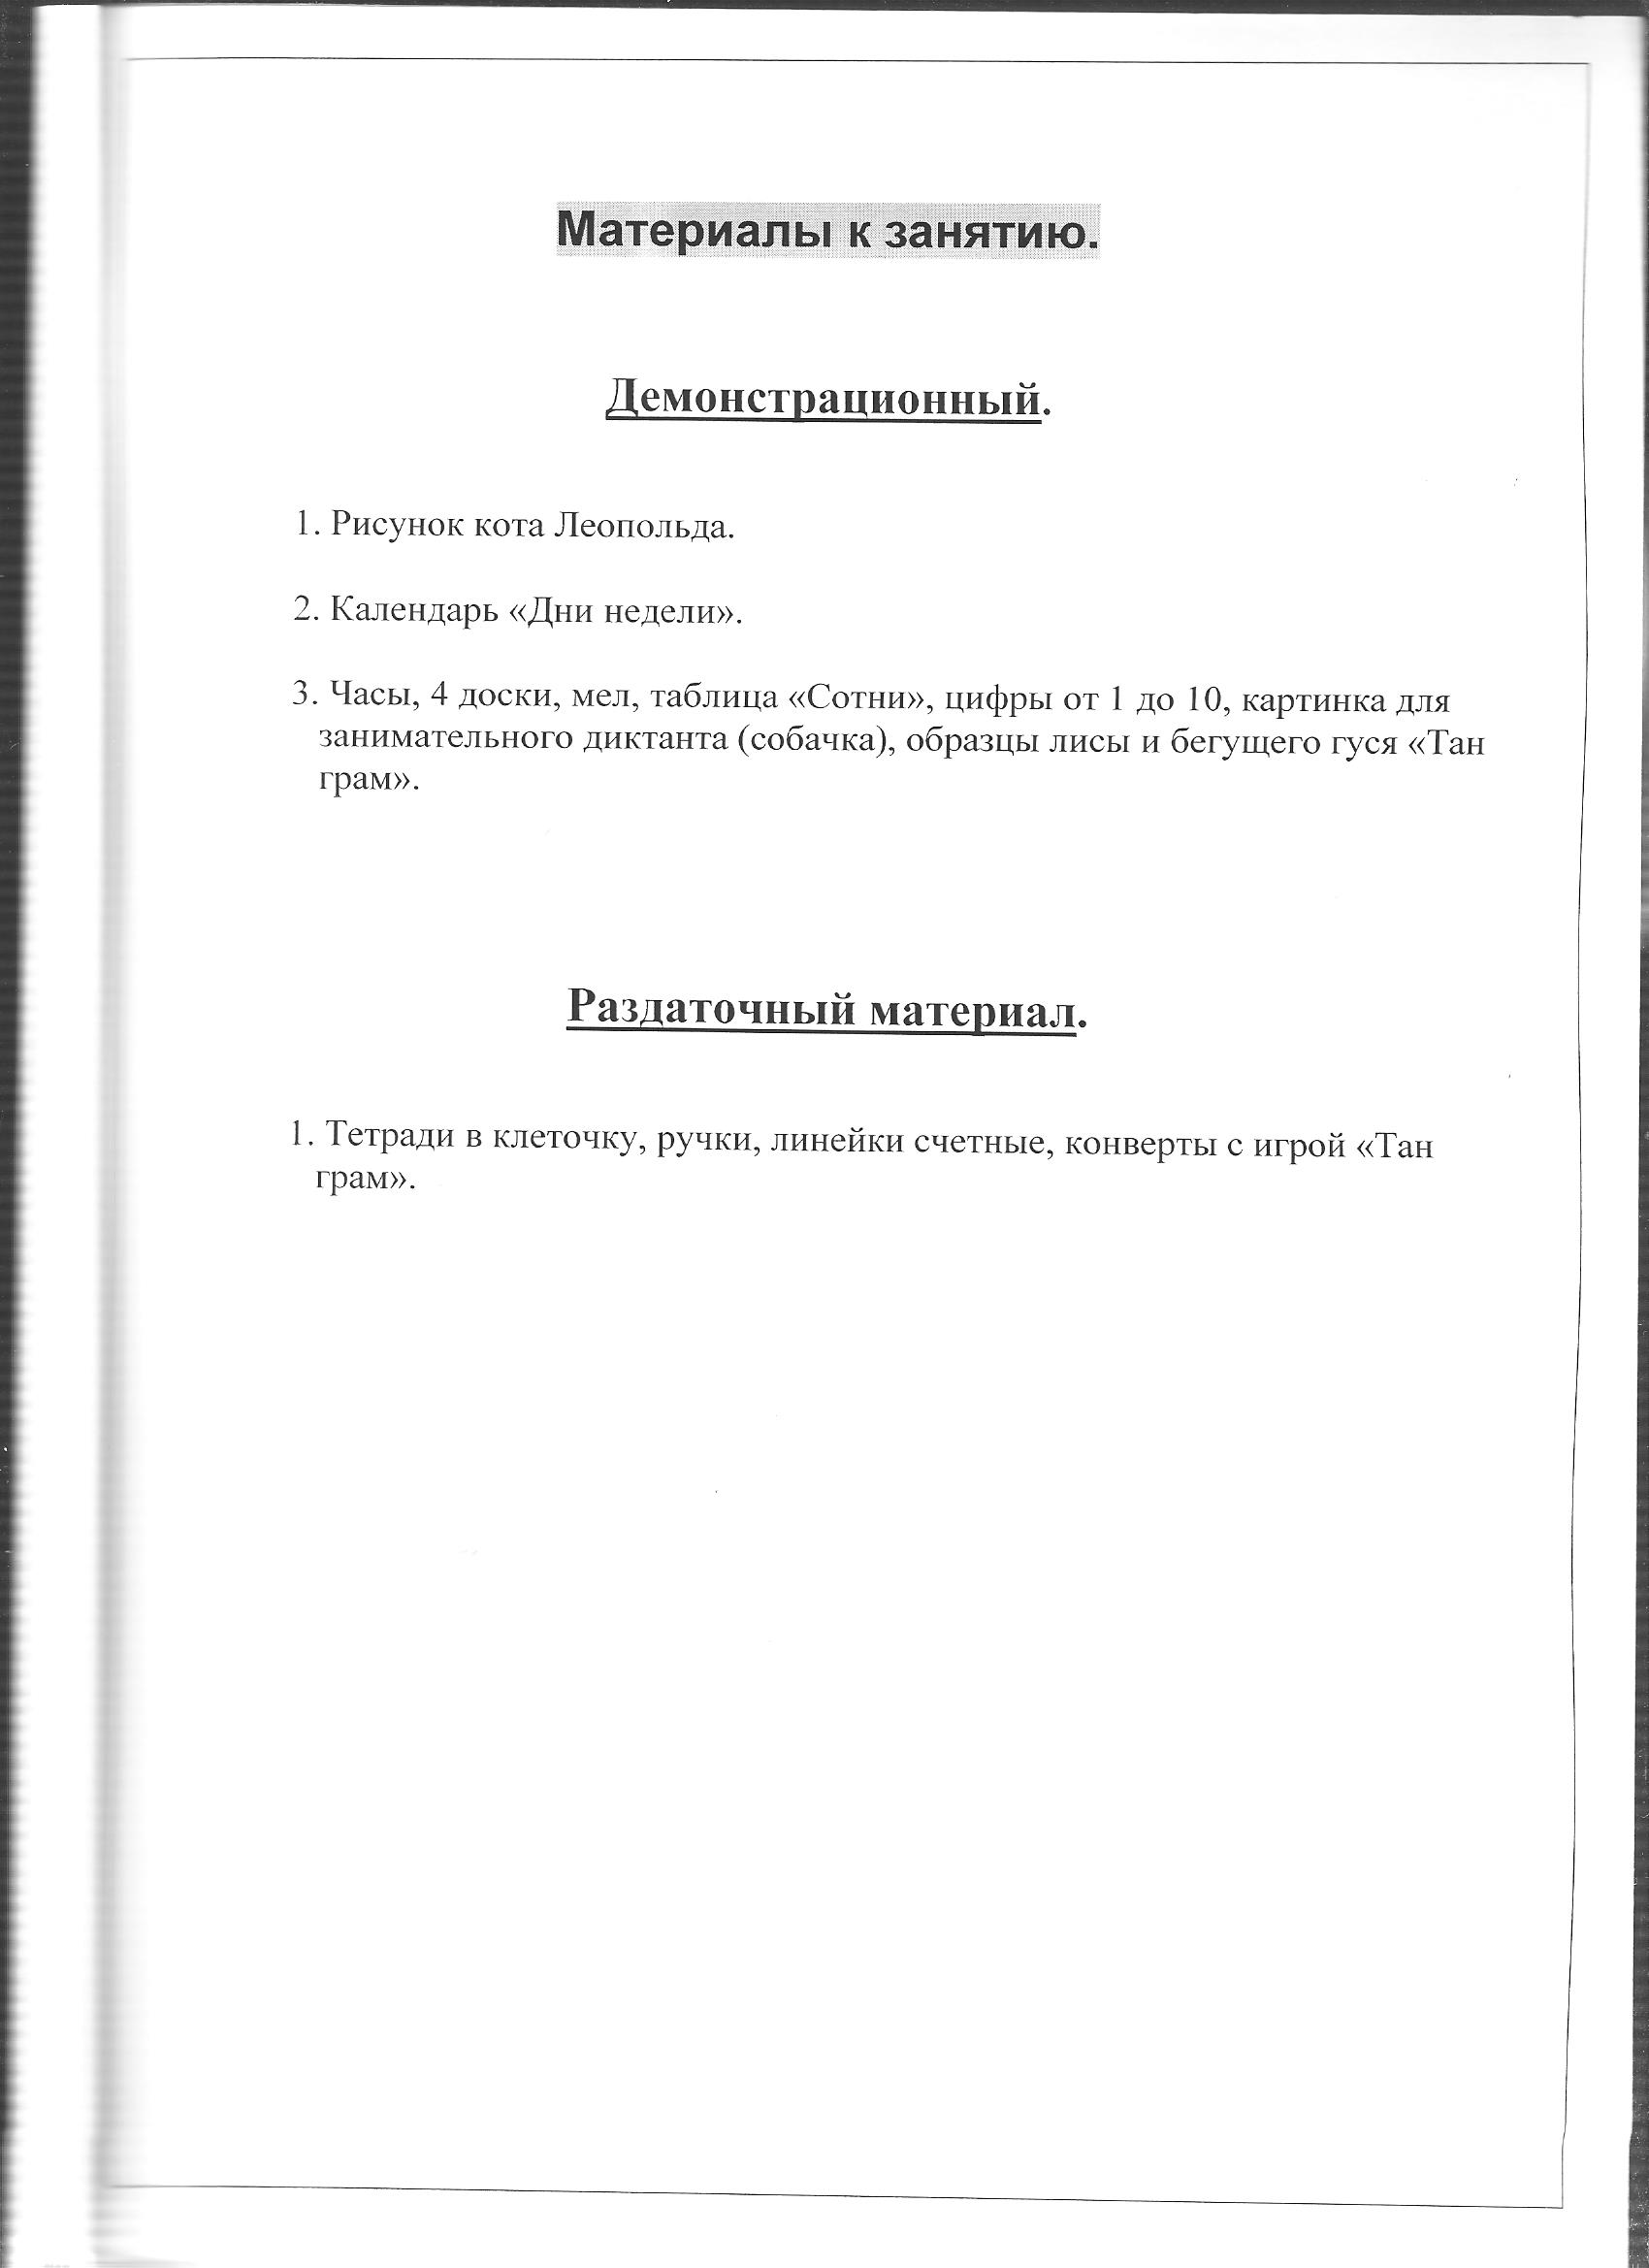 Материалы к занятию.
Демонстрационный.
1. Рисунок кота Леопольда.
2. Календарь «Дни недели».
3. Часы, 4 доски, мел, таблица «Сотни», цифры от 1 до 10, картинка для
занимательного диктанта (собачка), образцы лисы и бегущего гуся «Тан
грам».
Раздаточный материал.
1. Тетради в клеточку, ручки, линейки счетные, конверты с игрой «Тан
грам».